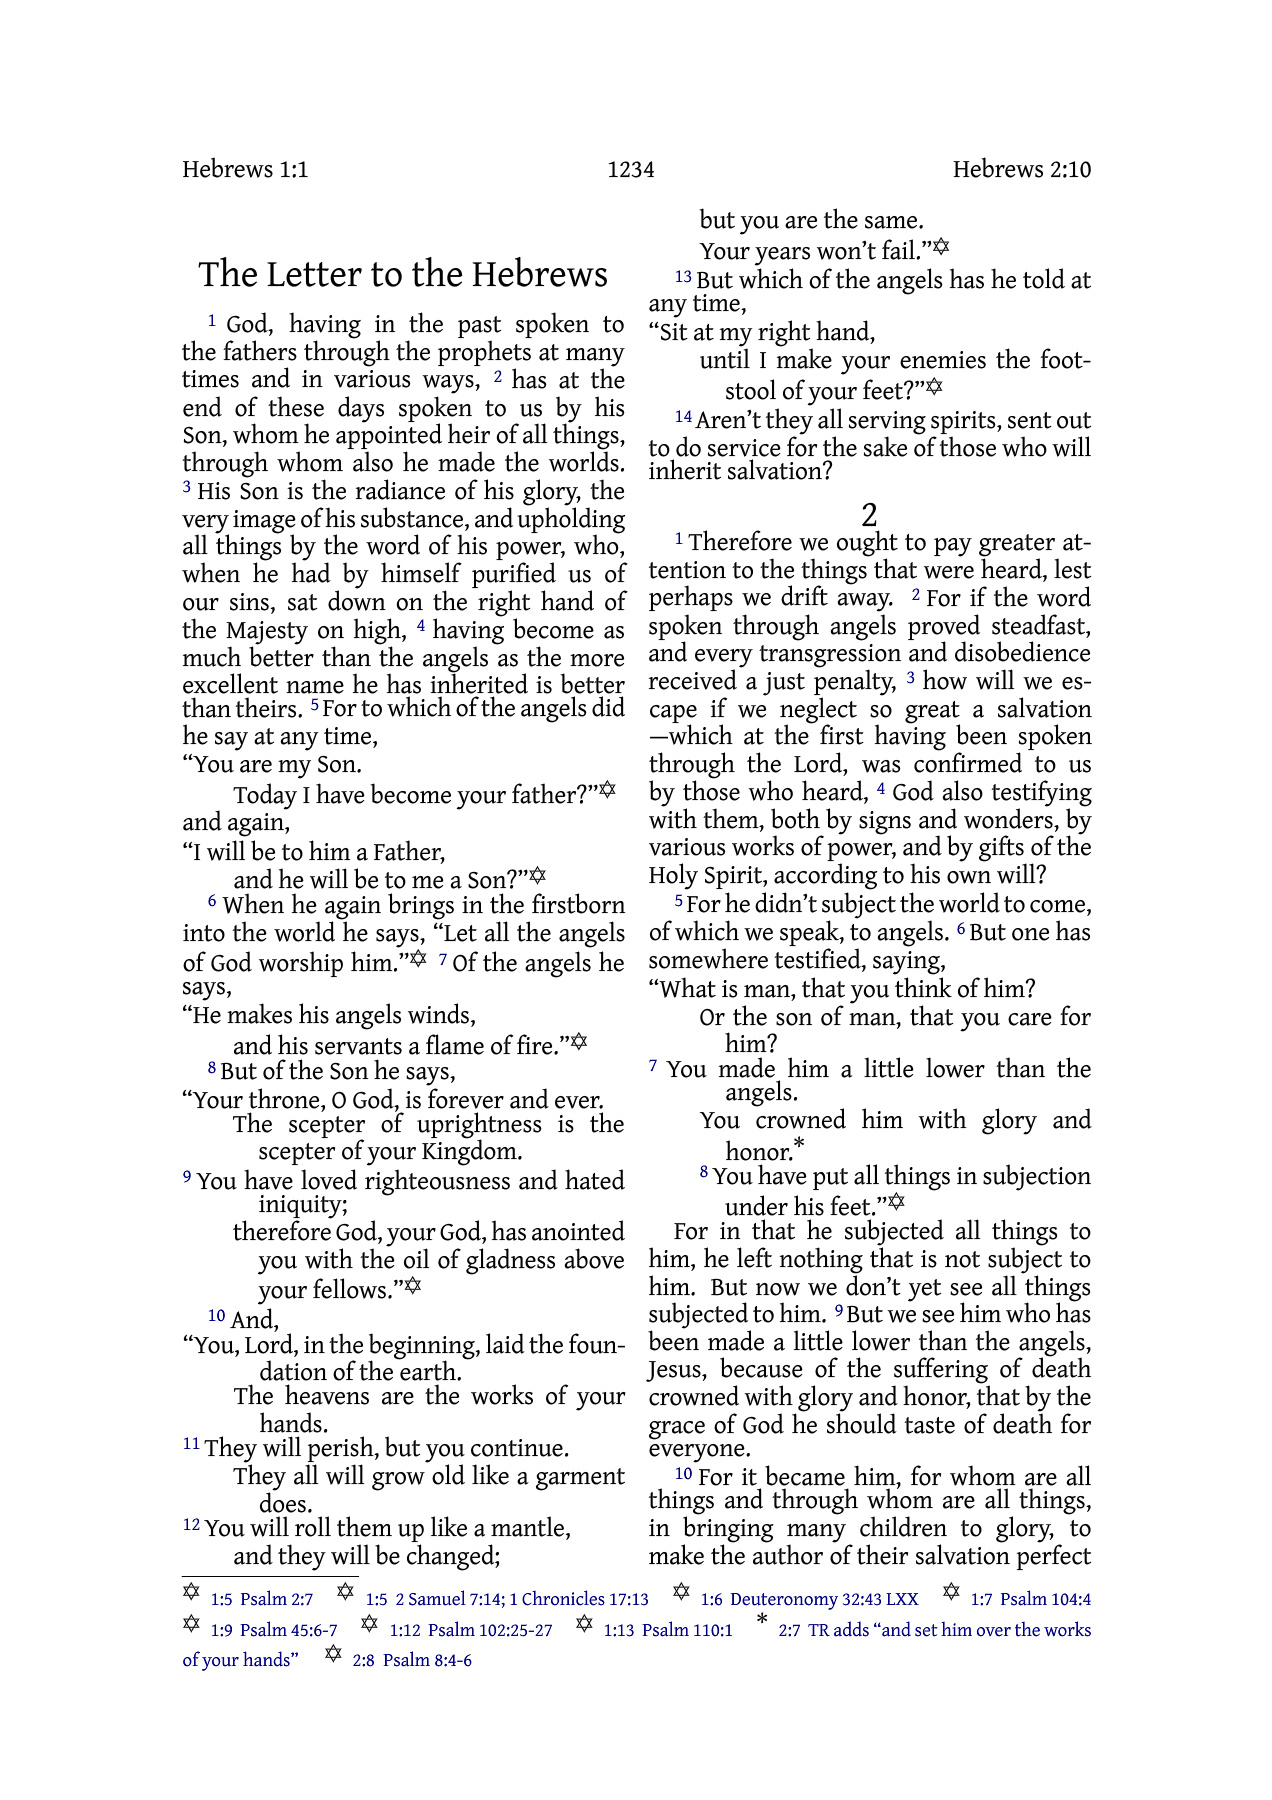 Hebrews 1:1 1234 Hebrews 2:10
The Letter to the Hebrews
1 God, having in the past spoken to
the fathers through the prophets at many
times and in various ways, 2 has at the
end of these days spoken to us by his
Son, whom he appointed heir of all things,
through whom also he made the worlds.
3 His Son is the radiance of his glory, the
very image of his substance, and upholding
all things by the word of his power, who,
when he had by himself purified us of
our sins, sat down on the right hand of
the Majesty on high, 4 having become as
much better than the angels as the more
excellent name he has inherited is better
than theirs. 5 For to which of the angels did
he say at any time,
“You are my Son.
Today I have become your father?”✡
and again,
“I will be to him a Father,
and he will be to me a Son?”✡
6 When he again brings in the firstborn
into the world he says, “Let all the angels
of God worship him.”✡ 7 Of the angels he
says,
“He makes his angels winds,
and his servants a flame of fire.”✡
8 But of the Son he says,
“Your throne, O God, is forever and ever.
The scepter of uprightness is the
scepter of your Kingdom.
9 You have loved righteousness and hated
iniquity;
therefore God, your God, has anointed
you with the oil of gladness above
your fellows.”✡
10 And,
“You, Lord, in the beginning, laid the foun-
dation of the earth.
The heavens are the works of your
hands.
11 They will perish, but you continue.
They all will grow old like a garment
does.
12 You will roll them up like a mantle,
and they will be changed;
but you are the same.
Your years won’t fail.”✡
13 But which of the angels has he told at
any time,
“Sit at my right hand,
until I make your enemies the foot-
stool of your feet?”✡
14 Aren’t they all serving spirits, sent out
to do service for the sake of those who will
inherit salvation?
2
1 Therefore we ought to pay greater at-
tention to the things that were heard, lest
perhaps we drift away. 2 For if the word
spoken through angels proved steadfast,
and every transgression and disobedience
received a just penalty, 3 how will we es-
cape if we neglect so great a salvation
—which at the first having been spoken
through the Lord, was confirmed to us
by those who heard, 4 God also testifying
with them, both by signs and wonders, by
various works of power, and by gifts of the
Holy Spirit, according to his own will?
5 For he didn’t subject the world to come,
of which we speak, to angels. 6 But one has
somewhere testified, saying,
“What is man, that you think of him?
Or the son of man, that you care for
him?
7 You made him a little lower than the
angels.
You crowned him with glory and
honor.*
8 You have put all things in subjection
under his feet.”✡
For in that he subjected all things to
him, he left nothing that is not subject to
him. But now we don’t yet see all things
subjected to him. 9 But we see him who has
been made a little lower than the angels,
Jesus, because of the suffering of death
crowned with glory and honor, that by the
grace of God he should taste of death for
everyone.
10 For it became him, for whom are all
things and through whom are all things,
in bringing many children to glory, to
make the author of their salvation perfect
✡ 1:5 Psalm 2:7 ✡ 1:5 2 Samuel 7:14; 1 Chronicles 17:13 ✡ 1:6 Deuteronomy 32:43 LXX ✡ 1:7 Psalm 104:4
✡ 1:9 Psalm 45:6-7 ✡ 1:12 Psalm 102:25-27 ✡ 1:13 Psalm 110:1 * 2:7 TR adds “and set him over the works
of your hands” ✡ 2:8 Psalm 8:4-6